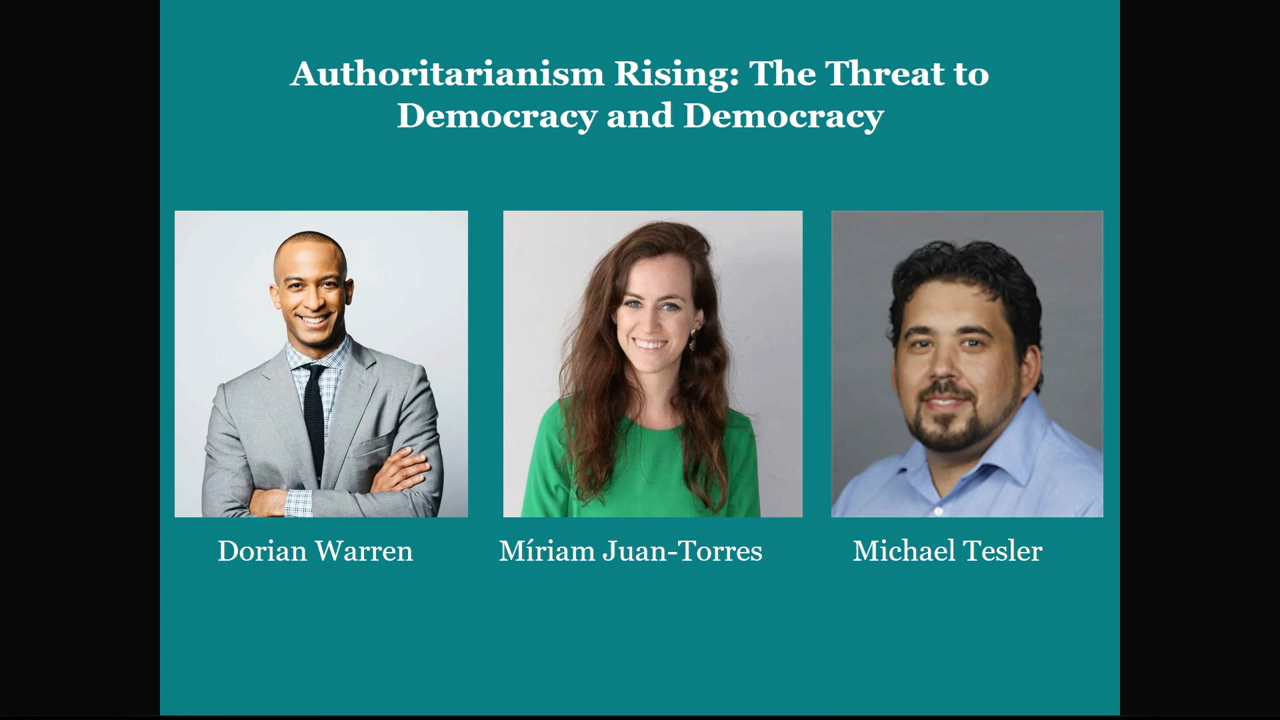 Authoritarianism Rising: The Threat to
Democracy and Democracy
Dorian Warren
Míriam Juan-Torres
Michael Tesler